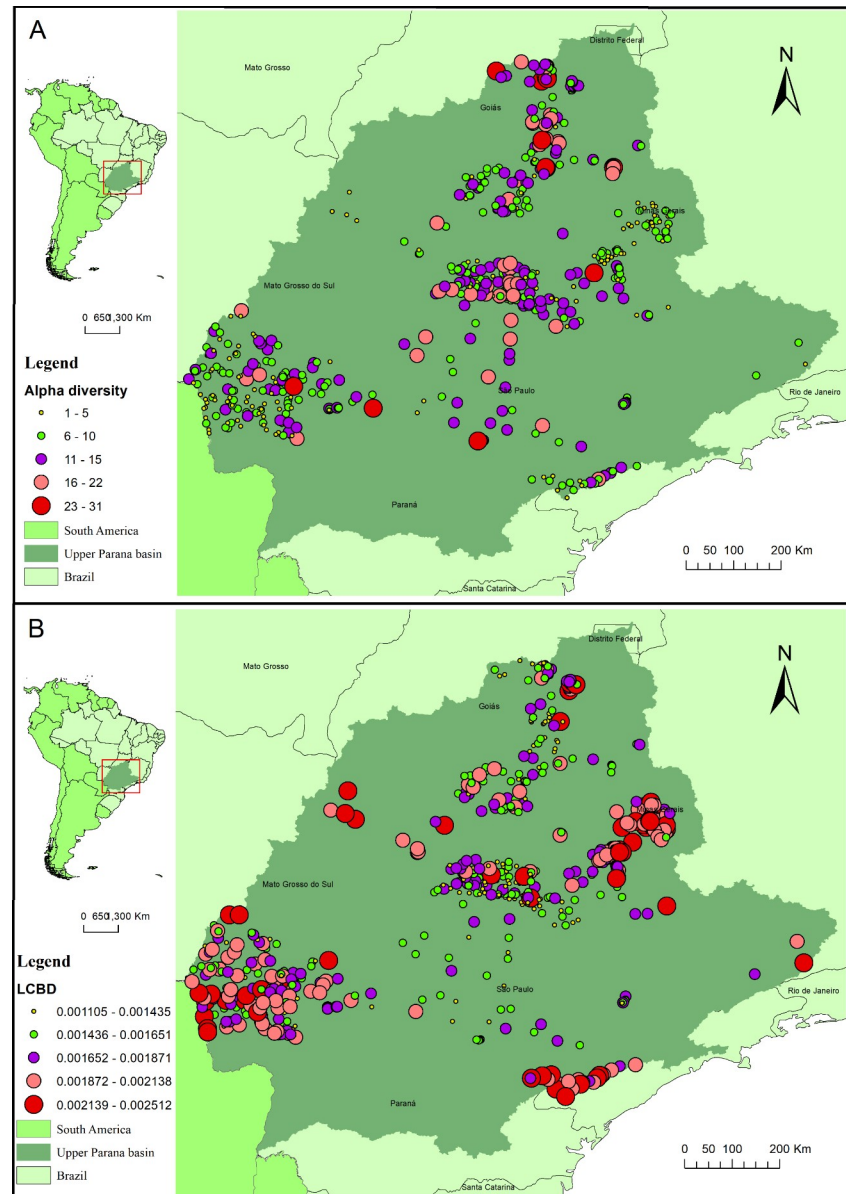 A
Distrito Federal
Mato Grosso
N
Goiás
Minas Gerais
Mato Grosso do Sul
0 650 1,300 Km
Legend
Alpha diversity
1 - 5
6 - 10
11 - 15
16 - 22
23 - 31
South America
Upper Parana basin
Brazil
São Paulo
Rio de Janeiro
Paraná
0 50 100 200 Km
Santa Catarina
B
Distrito Federal
Mato Grosso
N
Goiás
Minas Gerais
Mato Grosso do Sul
0 650 1,300 Km
Legend
LCBD
0.001105 - 0.001435
0.001436 - 0.001651
0.001652 - 0.001871
0.001872 - 0.002138
0.002139 - 0.002512
South America
Upper Parana basin
Brazil
São Paulo
Rio de Janeiro
Paraná
0 50 100 200 Km
Santa Catarina